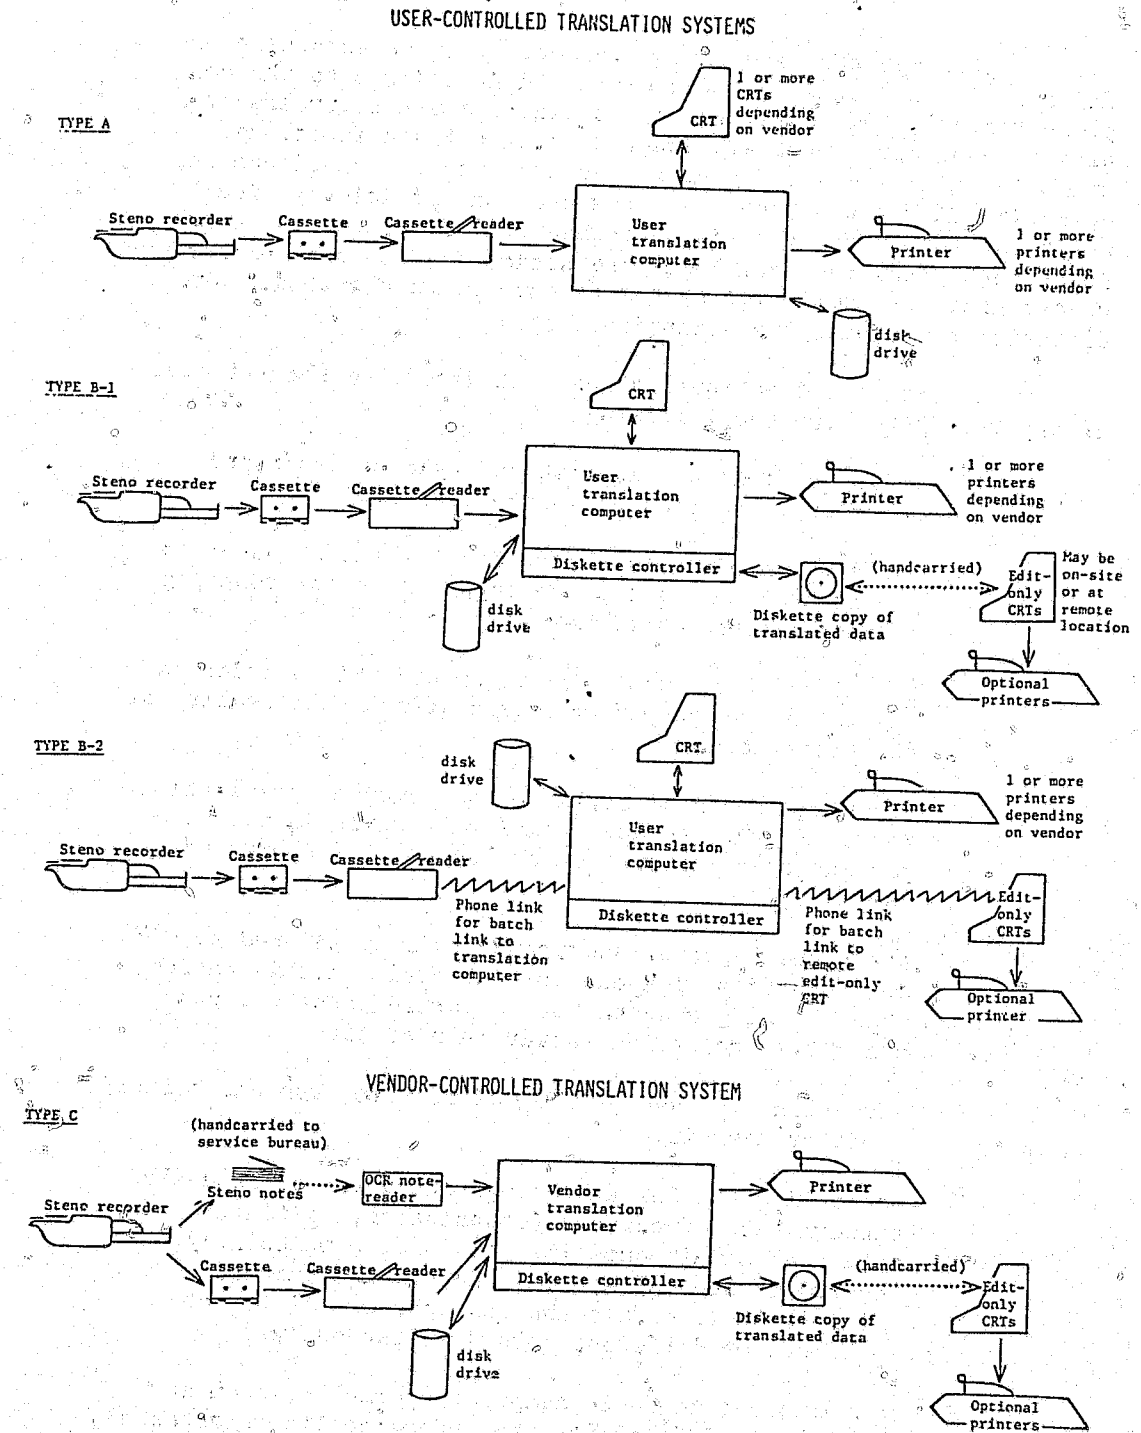 USER-CONTROLLED TRANSLATION SYSTEMS
TYPE A
1 or more
CRTs
depending
on vendor
CRT
Steno recorder
Cassette
Cassette reader
User
translation
computer
Printer
1 or more
printers
depending
on vendor
disk
drive
TYPE B-1
CRT
Steno recorder
Cassette
Cassette reader
User
translation
computer
Diskette controller
Printer
1 or more
printers
depending
on vendor
disk
drive
(handcarried)
Diskette copy of
translated data
Edit-
only
CRTs
May be
on-site
or at
remote
location
Optional
printers
TYPE B-2
disk
drive
CRT
Steno recorder
Cassette
Cassette reader
Phone link
for batch
link to
translation
computer
User
translation
computer
Diskette controller
Printer
1 or more
printers
depending
on vendor
Phone link
for batch
link to
remote
edit-only
CRT
Edit-
only
CRTs
Optional
printer
VENDOR-CONTROLLED TRANSLATION SYSTEM
TYPE C
(handcarried to
service bureau)
Steno notes
OCR note-
reader
Steno recorder
Cassette
Cassette reader
Vendor
translation
computer
Diskette controller
Printer
disk
drive
(handcarried)
Diskette copy of
translated data
Edit-
only
CRTs
Optional
printers